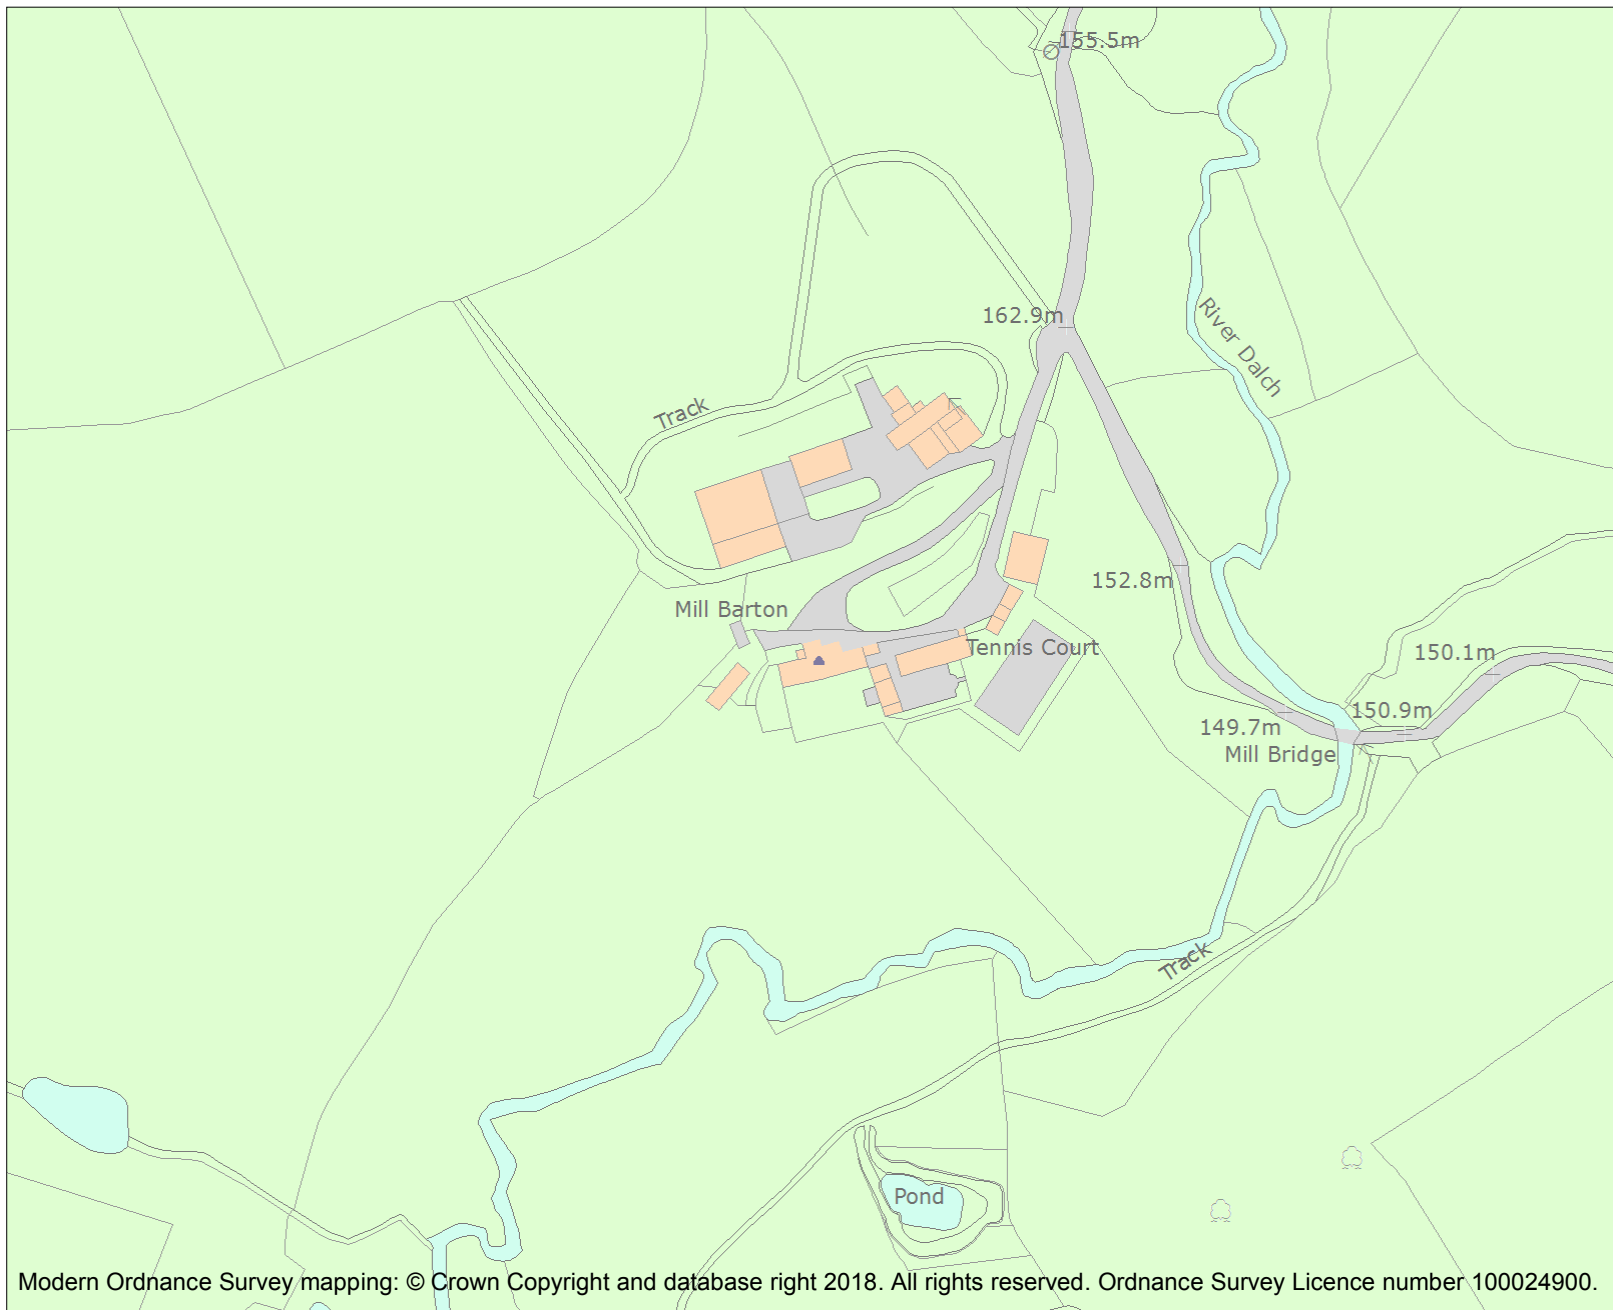 155.5m
162.9m
River Dalch
Track
152.8m
Mill Barton
Tennis Court
150.1m
150.9m
149.7m
Mill Bridge
Track
Pond
Modern Ordnance Survey mapping: © Crown Copyright and database right 2018. All rights reserved. Ordnance Survey Licence number 100024900.